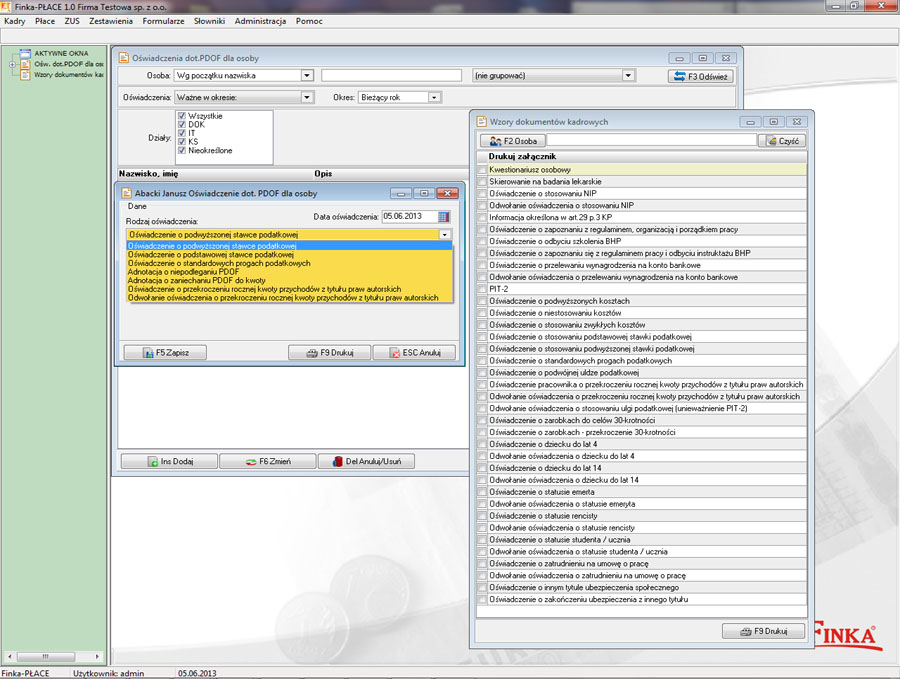 Finka-PŁACE 1.0 Firma Testowa sp. z o.o.
Kadry Płace ZUS Zestawienia Formularze Słowniki Administracja Pomoc
AKTYWNE OKNA
Ośw. dot.PDOF dla os
Wzory dokumentów kad
Oświadczenia dot.PDOF dla osoby
Osoba: Wg początku nazwiska (nie grupować) F3 Odśwież
Oświadczenia: Ważne w okresie: Okres: Bieżący rok
Działy:
Wszystkie
DOK
IT
KS
Nieokreślone
Nazwisko, imię Opis
Abacki Janusz Oświadczenie dot. PDOF dla osoby
Dane
Rodzaj oświadczenia: Data oświadczenia: 05.06.2013
Oświadczenie o podwyższonej stawce podatkowej
Oświadczenie o podwyższonej stawce podatkowej
Oświadczenie o podstawowej stawce podatkowej
Oświadczenie o standardowych progach podatkowych
Adnotacja o niepodleganiu PDOF
Adnotacja o zaniechaniu PDOF do kwoty
Oświadczenie o przekroczeniu rocznej kwoty przychodów z tytułu praw autorskich
Odwołanie oświadczenia o przekroczeniu rocznej kwoty przychodów z tytułu praw autorskich
F5 Zapisz F9 Drukuj ESC Anuluj
Ins Dodaj F6 Zmień Del Anuluj/Usuń
Wzory dokumentów kadrowych
F2 Osoba Czyść
Drukuj załącznik
Kwestionariusz osobowy
Skierowanie na badania lekarskie
Oświadczenie o stosowaniu NIP
Odwołanie oświadczenia o stosowaniu NIP
Informacja określona w art.29 p.3 KP
Oświadczenie o zapoznaniu z regulaminem, organizacją i porządkiem pracy
Oświadczenie o odbyciu szkolenia BHP
Oświadczenie o zapoznaniu się z regulaminem pracy i odbyciu instruktażu BHP
Oświadczenie o przelewaniu wynagrodzenia na konto bankowe
Odwołanie oświadczenia o przelewaniu wynagrodzenia na konto bankowe
PIT-2
Oświadczenie o podwyższonych kosztach
Oświadczenie o niestosowaniu kosztów
Oświadczenie o stosowaniu zwykłych kosztów
Oświadczenie o stosowaniu podstawowej stawki podatkowej
Oświadczenie o stosowaniu podwyższonej stawki podatkowej
Oświadczenie o standardowych progach podatkowych
Oświadczenie o podwójnej uldze podatkowej
Oświadczenie pracownika o przekroczeniu rocznej kwoty przychodów z tytułu praw autorskich
Odwołanie oświadczenia o przekroczeniu rocznej kwoty przychodów z tytułu praw autorskich
Odwołanie oświadczenia o stosowaniu ulgi podatkowej (unieważnienie PIT-2)
Oświadczenie o zarobkach do celów 30-krotności
Oświadczenie o zarobkach - przekroczenie 30-krotności
Oświadczenie o dziecku do lat 4
Odwołanie oświadczenia o dziecku do lat 4
Oświadczenie o dziecku do lat 14
Odwołanie oświadczenia o dziecku do lat 14
Oświadczenie o statusie emerta
Odwołanie oświadczenia o statusie emeryta
Oświadczenie o statusie rencisty
Odwołanie oświadczenia o statusie rencisty
Oświadczenie o statusie studenta / ucznia
Odwołanie oświadczenia o statusie studenta / ucznia
Oświadczenie o zatrudnieniu na umowę o pracę
Odwołanie oświadczenia o zatrudnieniu na umowę o pracę
Oświadczenie o innym tytule ubezpieczenia społecznego
Oświadczenie o zakończeniu ubezpieczenia z innego tytułu
F9 Drukuj
FINKA
Finka-PŁACE Użytkownik: admin 05.06.2013